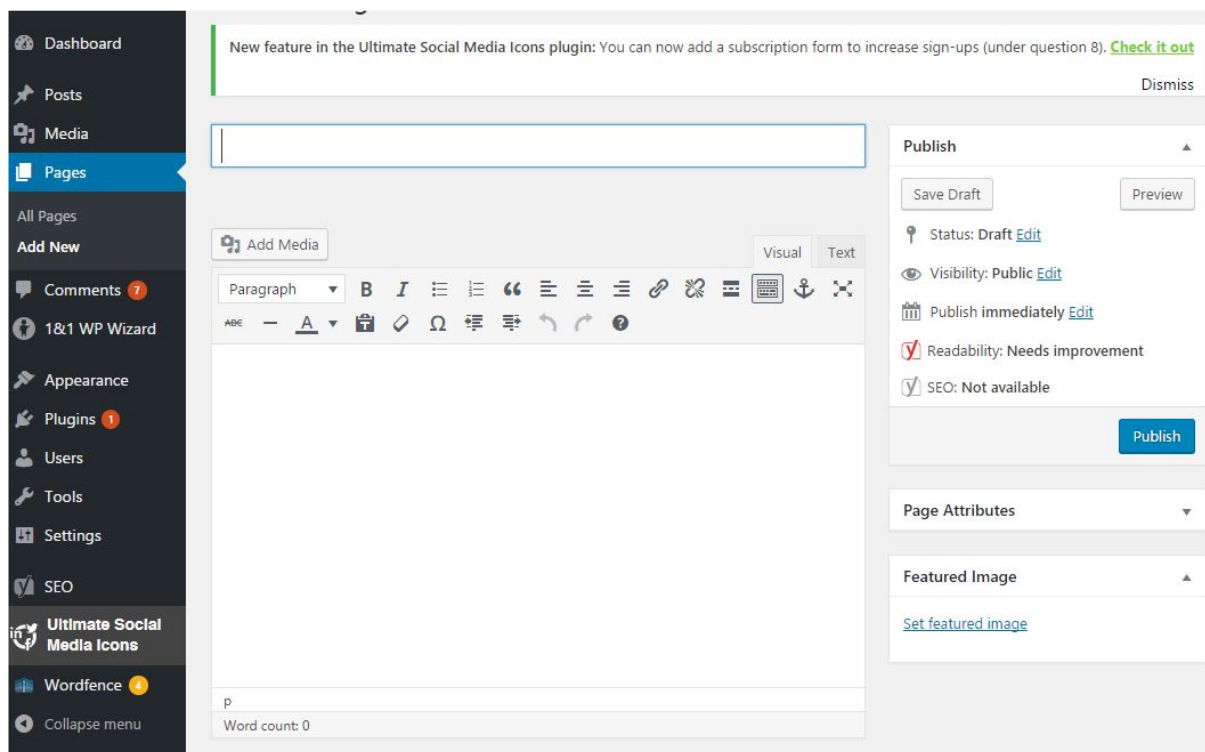 Dashboard
Posts
Media
Pages
All Pages
Add New
Comments 7
1&1 WP Wizard
Appearance
Plugins 1
Users
Tools
Settings
SEO
Ultimate Social
Media Icons
Wordfence 4
Collapse menu
New feature in the Ultimate Social Media Icons plugin: You can now add a subscription form to increase sign-ups (under question 8). Check it out
Dismiss
Add Media
Visual Text
Paragraph B I
ABC A Ω
p
Word count: 0
Publish
Save Draft Preview
Status: Draft Edit
Visibility: Public Edit
Publish immediately Edit
Readability: Needs improvement
SEO: Not available
Publish
Page Attributes
Featured Image
Set featured image